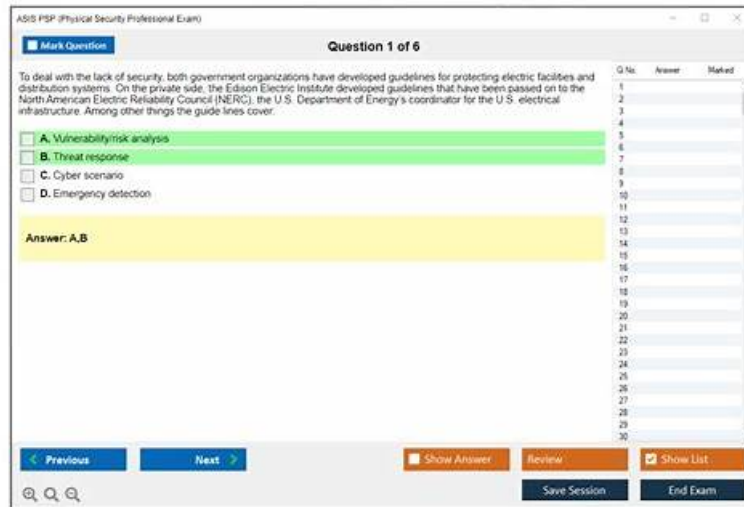 ASIS PSP (Physical Security Professional Exam)
Mark Question
Question 1 of 6
Q No. Answer Marked
To deal with the lack of security, both government organizations have developed guidelines for protecting electric facilities and
distribution systems. On the private side, the Edison Electric Institute developed guidelines that have been passed on to the
North American Electric Reliability Council (NERC), the U.S. Department of Energy's coordinator for the U.S. electrical
infrastructure. Among other things the guide lines cover:
A. Vulnerability/risk analysis
B. Threat response
C. Cyber scenario
D. Emergency detection
Answer: A,B
1
2
3
4
5
6
7
8
9
10
11
12
13
14
15
16
17
18
19
20
21
22
23
24
25
26
27
28
29
30
Previous
Next
Show Answer
Review
Show List
Save Session
End Exam